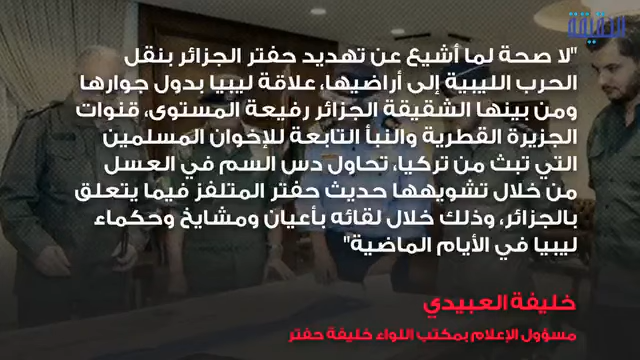 الدقيقة
"لا صحة لما أشيع عن تهديد حفتر الجزائر بنقل
الحرب الليبية إلى أراضيها، علاقة ليبيا بدول جوارها
ومن بينها الشقيقة الجزائر رفيعة المستوى، قنوات
الجزيرة القطرية والنبأ التابعة للإخوان المسلمين
التي تبث من تركيا، تحاول دس السم في العسل
من خلال تشويهها حديث حفتر المتلفز فيما يتعلق
بالجزائر، وذلك خلال لقائه بأعيان ومشايخ وحكماء
ليبيا في الأيام الماضية"
خليفة العبيدي
مسؤول الإعلام بمكتب اللواء خليفة حفتر